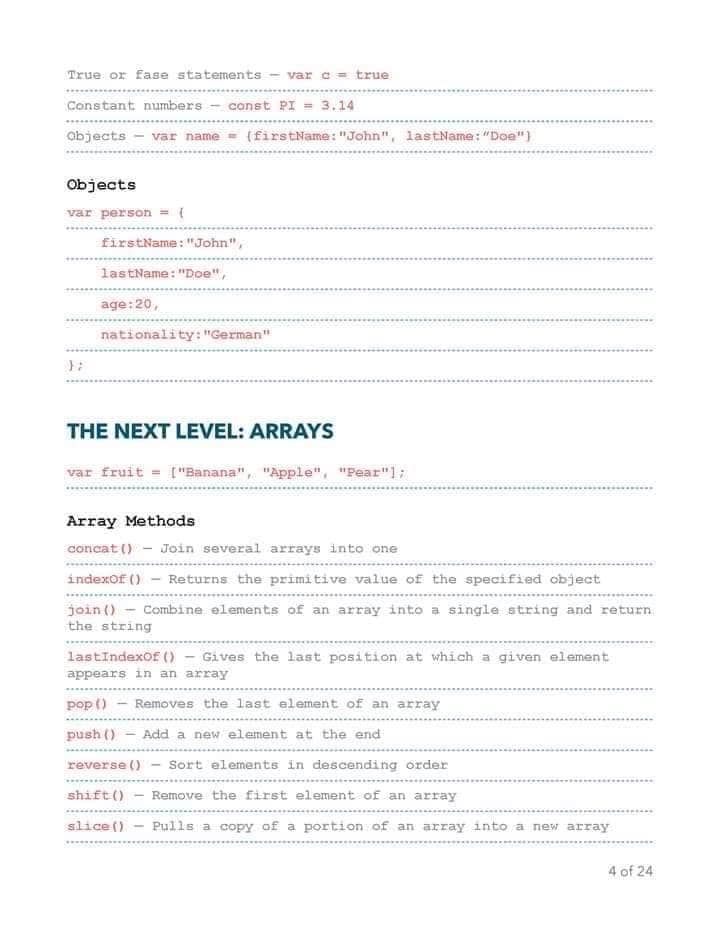 True or fase statements — var c = true
Constant numbers — const PI = 3.14
Objects — var name = {firstName:"John", lastName:”Doe"}
Objects
var person = {
    firstName:"John",
    lastName:"Doe",
    age:20,
    nationality:"German"
};
THE NEXT LEVEL: ARRAYS
var fruit = ["Banana", "Apple", "Pear"];
Array Methods
concat() — Join several arrays into one
indexOf() — Returns the primitive value of the specified object
join() — Combine elements of an array into a single string and return
the string
lastIndexOf() — Gives the last position at which a given element
appears in an array
pop() — Removes the last element of an array
push() — Add a new element at the end
reverse() — Sort elements in descending order
shift() — Remove the first element of an array
slice() — Pulls a copy of a portion of an array into a new array
4 of 24